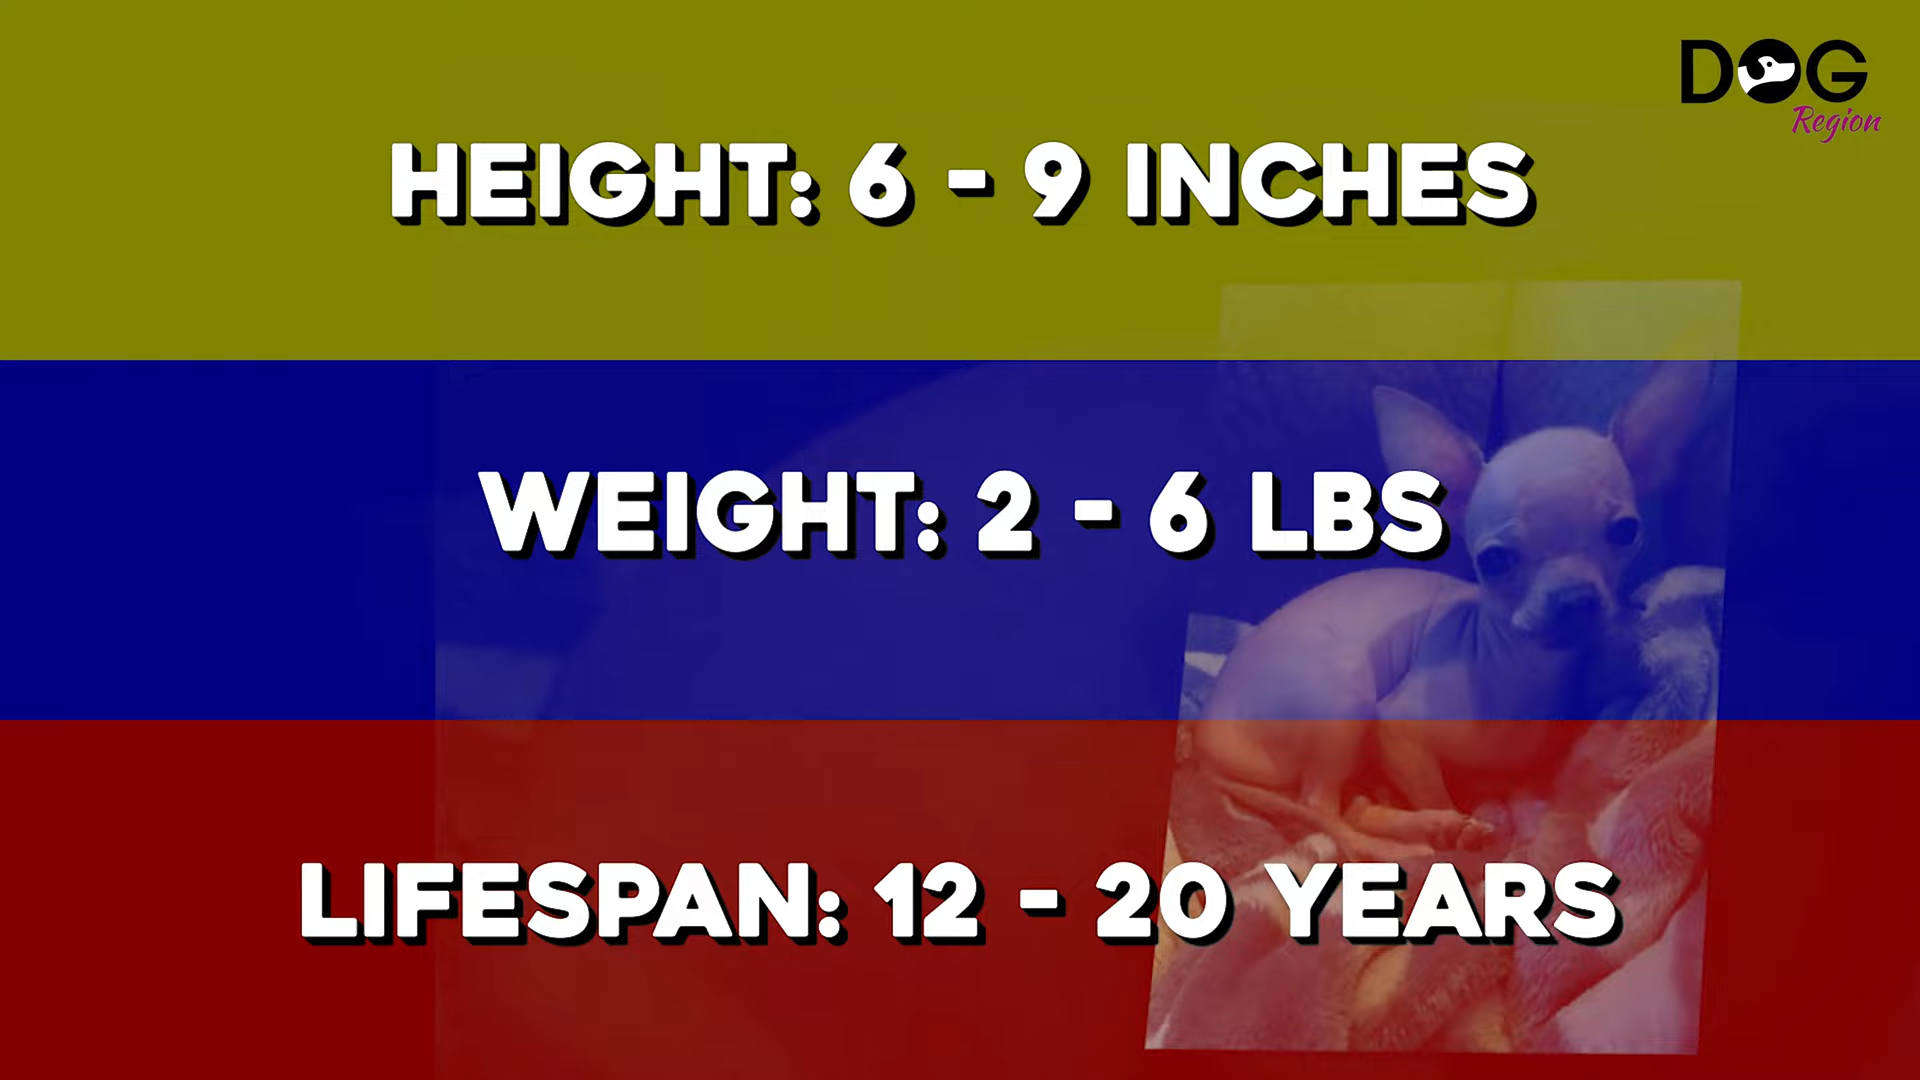 DOG
Region
HEIGHT: 6 - 9 INCHES
WEIGHT: 2 - 6 LBS
LIFESPAN: 12 - 20 YEARS